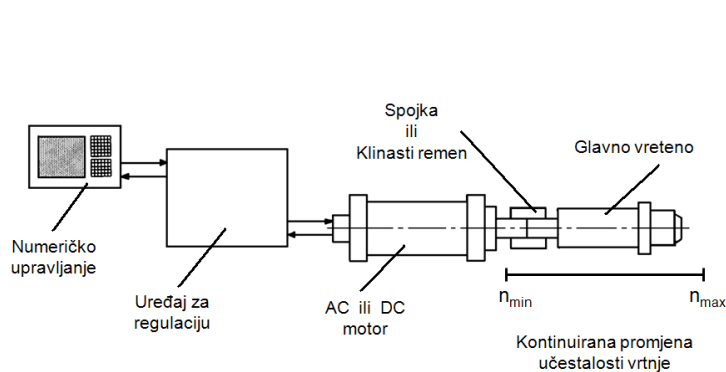 Spojka
ili
Klinasti remen
Glavno vreteno
Numeričko
upravljanje
Uređaj za
regulaciju
AC ili DC
motor
nmin
nmax
Kontinuirana promjena
učestalosti vrtnje